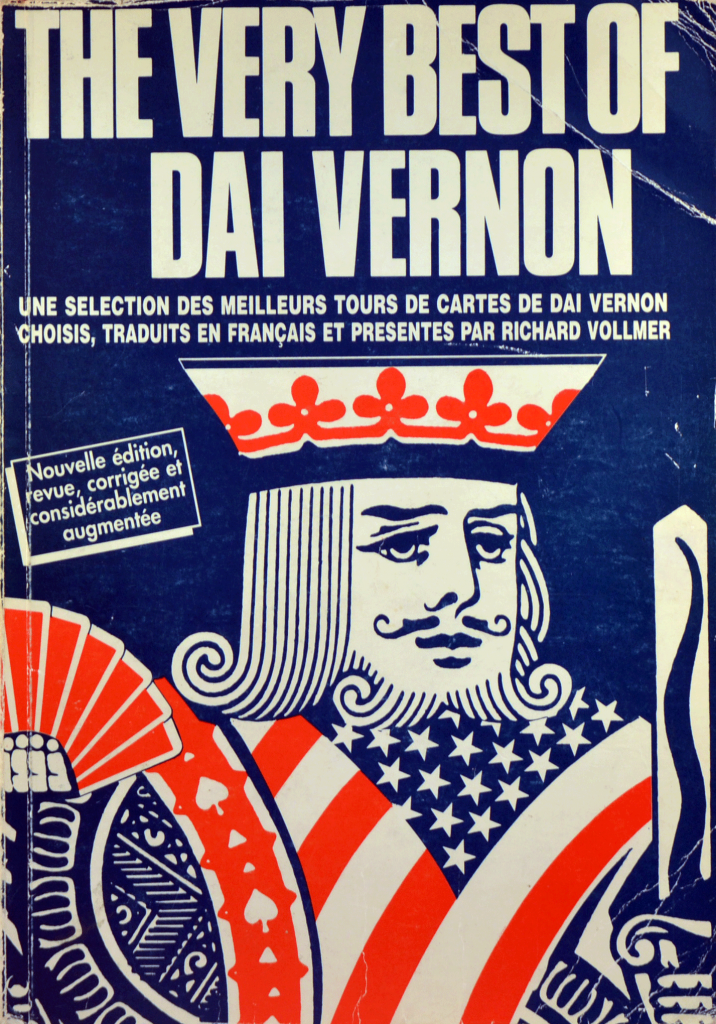 THE VERY BEST OF
DAI VERNON
UNE SELECTION DES MEILLEURS TOURS DE CARTES DE DAI VERNON
CHOISIS, TRADUITS EN FRANÇAIS ET PRESENTES PAR RICHARD VOLLMER
Nouvelle édition,
revue, corrigée et
considérablement
augmentée